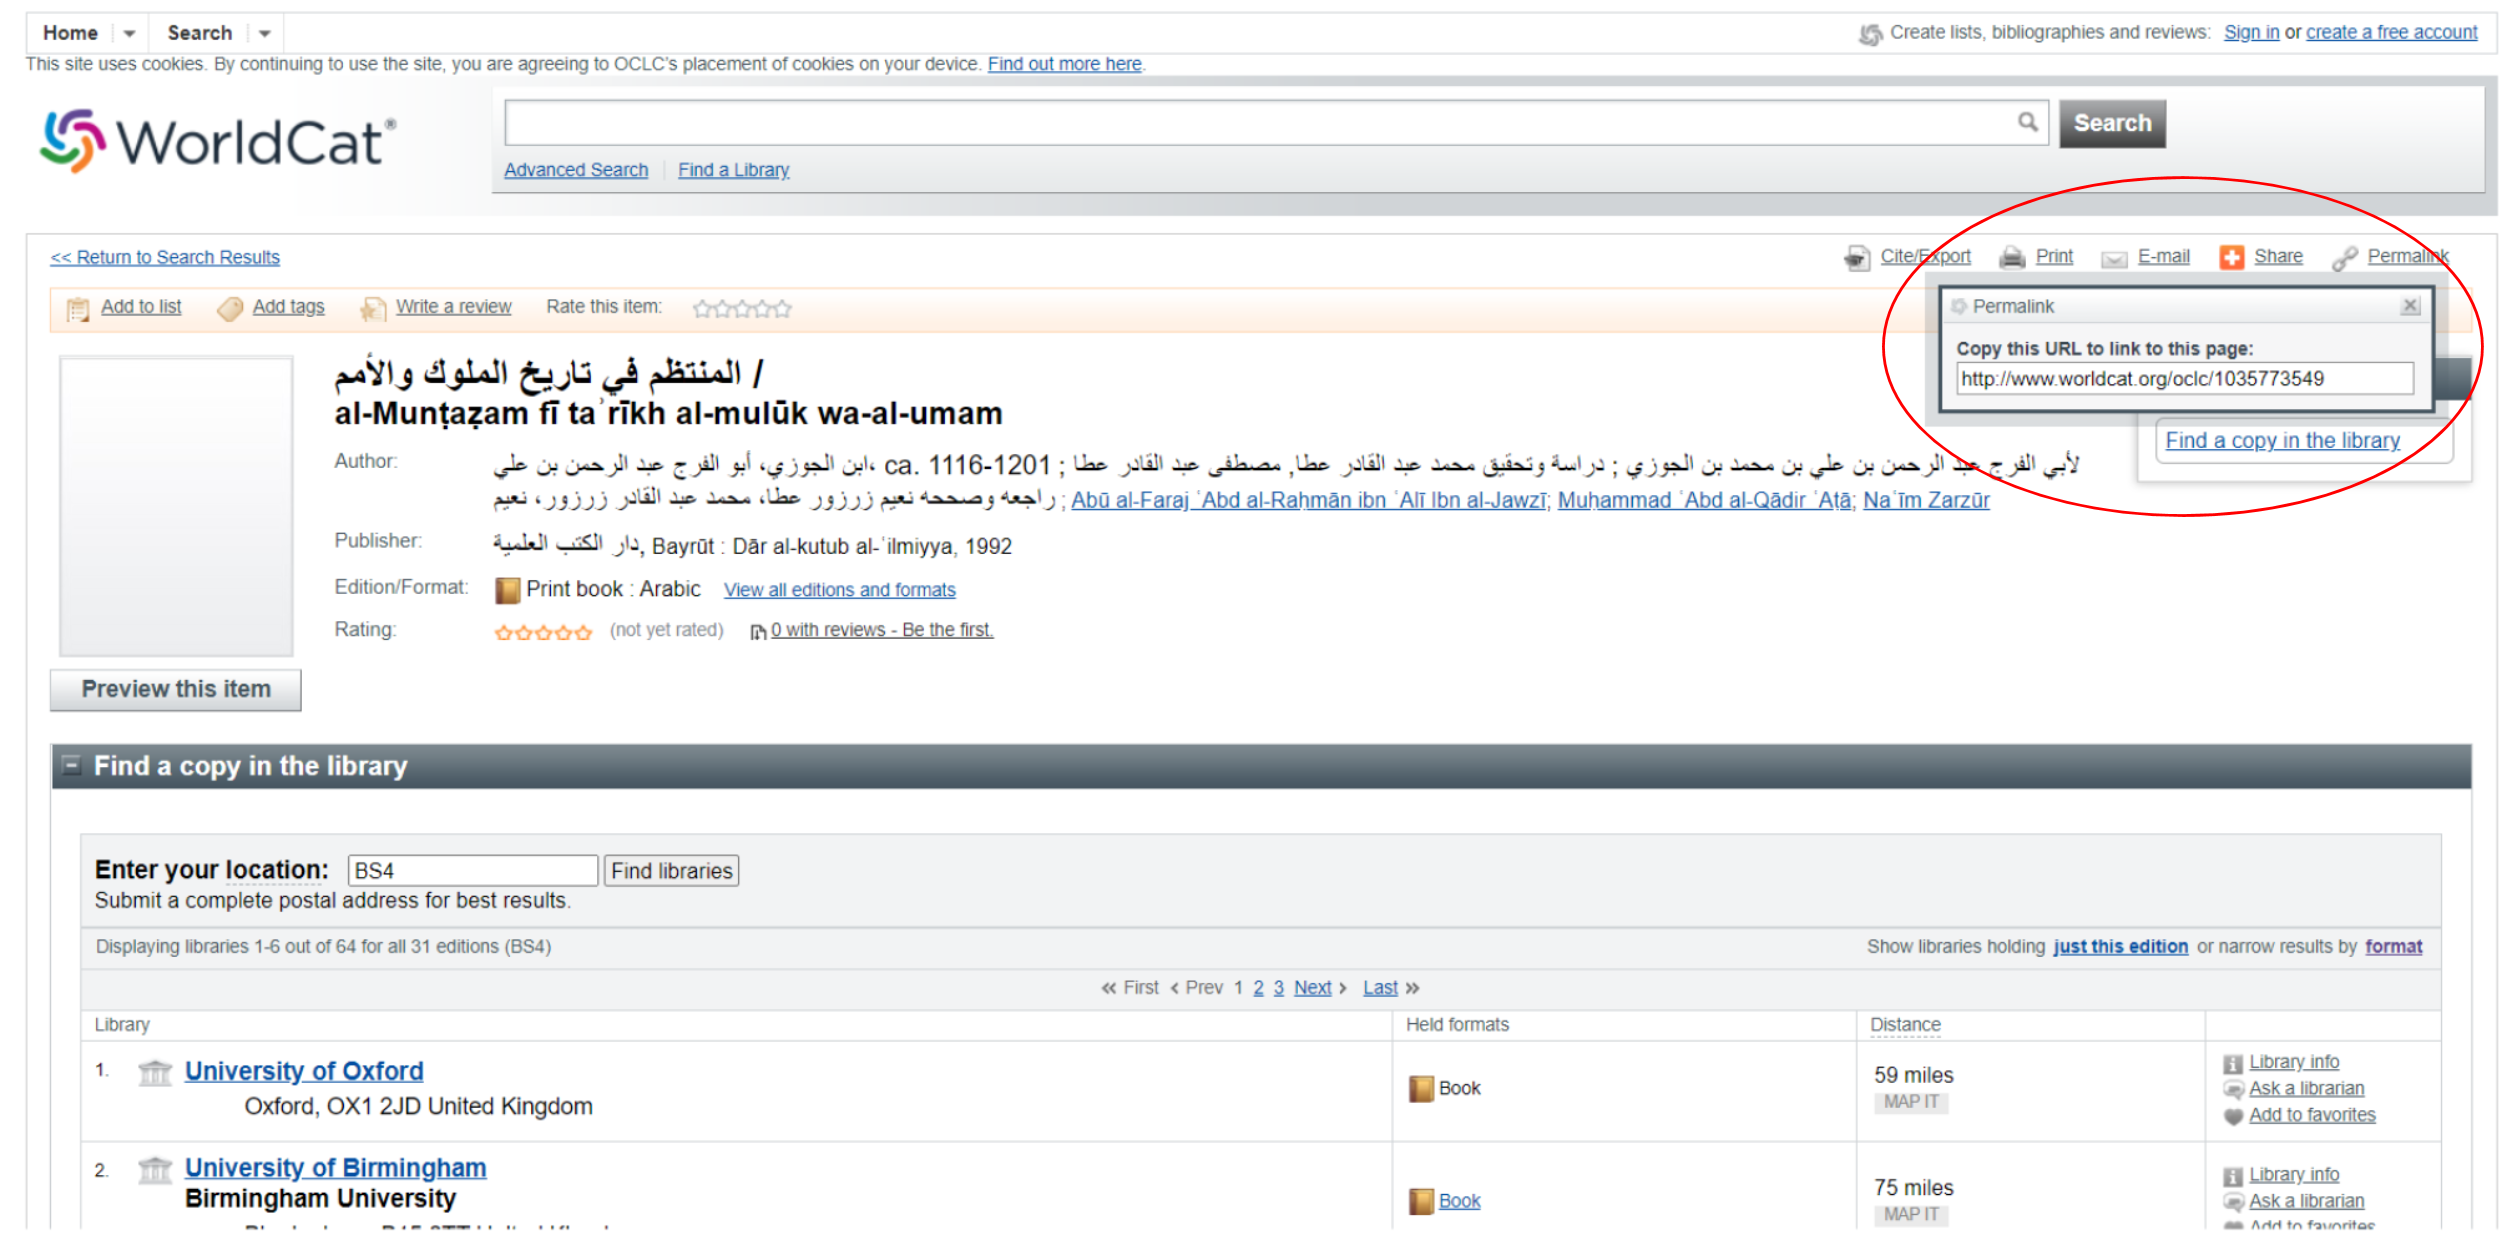 Home Search Create lists, bibliographies and reviews: Sign in or create a free account
This site uses cookies. By continuing to use the site, you are agreeing to OCLC's placement of cookies on your device. Find out more here.
WorldCat®
Search
Advanced Search Find a Library
<< Return to Search Results Cite/Export Print E-mail Share Permalink
Add to list Add tags Write a review Rate this item:
Permalink
Copy this URL to link to this page:
http://www.worldcat.org/oclc/1035773549
Find a copy in the library
المنتظم في تاريخ الملوك والأمم /
al-Munṭaẓam fī taʾrīkh al-mulūk wa-al-umam
Author: ابن الجوزي، أبو الفرج عبد الرحمن بن علي، ca. 1116-1201 ; لأبي الفرج عبد الرحمن بن علي بن محمد بن الجوزي ; دراسة وتحقيق محمد عبد القادر عطا, مصطفى عبد القادر عطا
; راجعه وصححه نعيم زرزور عطا، محمد عبد القادر زرزور، نعيم Abū al-Faraj ʻAbd al-Raḥmān ibn ʻAlī Ibn al-Jawzī; Muḥammad ʻAbd al-Qādir ʻAṭā; Naʻīm Zarzūr
Publisher: دار الكتب العلمية, Bayrūt : Dār al-kutub al-ʻilmiyya, 1992
Edition/Format: Print book : Arabic View all editions and formats
Rating: (not yet rated) 0 with reviews - Be the first.
Preview this item
Find a copy in the library
Enter your location: BS4 Find libraries
Submit a complete postal address for best results.
Displaying libraries 1-6 out of 64 for all 31 editions (BS4) Show libraries holding just this edition or narrow results by format
« First ‹ Prev 1 2 3 Next › Last »
Library Held formats Distance
1. University of Oxford
Oxford, OX1 2JD United Kingdom
Book
59 miles
MAP IT
Library info
Ask a librarian
Add to favorites
2. University of Birmingham
Birmingham University
Book
75 miles
MAP IT
Library info
Ask a librarian
Add to favorites